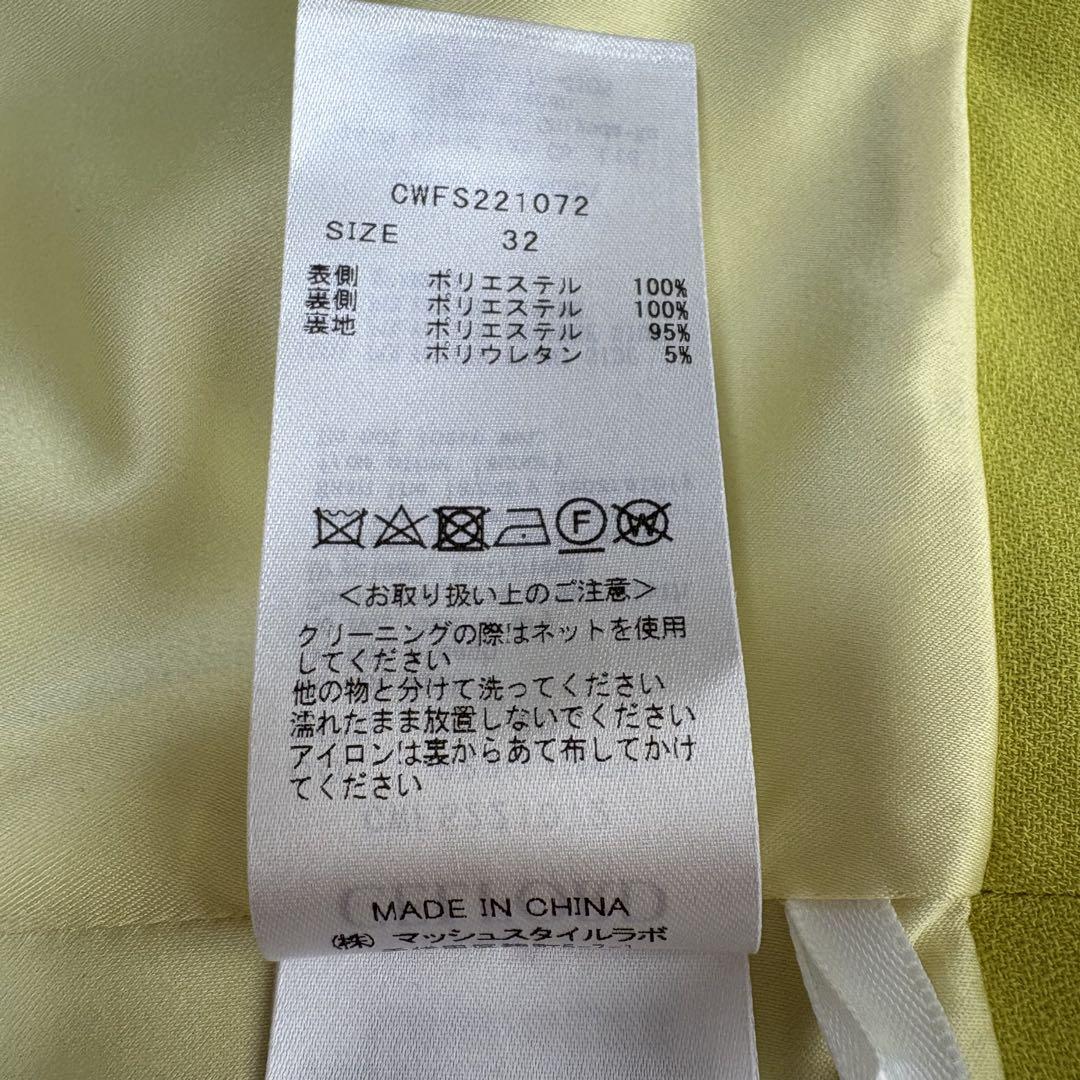 CWFS221072
SIZE 32
表側 ポリエステル 100%
裏側 ポリエステル 100%
裏地 ポリエステル 95%
ポリウレタン 5%
F W
＜お取り扱い上のご注意＞
クリーニングの際はネットを使用
してください
他の物と分けて洗ってください
濡れたまま放置しないでください
アイロンは裏からあて布してかけ
てください
MADE IN CHINA
(株) マッシュスタイルラボ